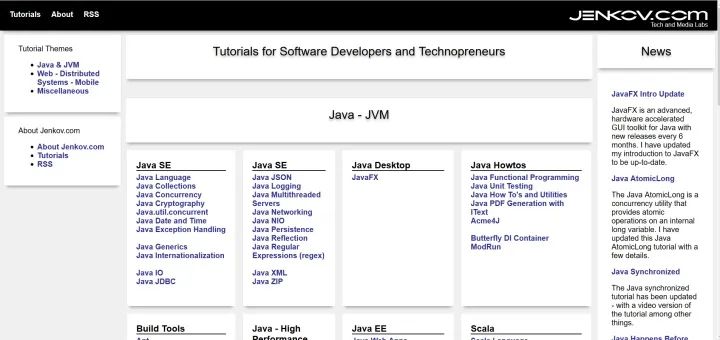 Tutorials About RSS
JENKOV.COM
Tech and Media Labs
Tutorial Themes
Java & JVM
Web - Distributed
Systems - Mobile
Miscellaneous
About Jenkov.com
About Jenkov.com
Tutorials
RSS
Tutorials for Software Developers and Technopreneurs
Java - JVM
Java SE
Java Language
Java Collections
Java Concurrency
Java Cryptography
Java.util.concurrent
Java Date and Time
Java Exception Handling
Java Generics
Java Internationalization
Java IO
Java JDBC
Java SE
Java JSON
Java Logging
Java Multithreaded
Servers
Java Networking
Java NIO
Java Persistence
Java Reflection
Java Regular
Expressions (regex)
Java XML
Java ZIP
Java Desktop
JavaFX
Java Howtos
Java Functional Programming
Java Unit Testing
Java How To's and Utilities
Java PDF Generation with
IText
Acme4J
Butterfly DI Container
ModRun
Build Tools
Java - High
Performance
Java EE
Java Web Apps
Scala
Scala Language
News
JavaFX Intro Update
JavaFX is an advanced,
hardware accelerated
GUI toolkit for Java with
new releases every 6
months. I have updated
my introduction to JavaFX
to be up-to-date.
Java AtomicLong
The Java AtomicLong is a
concurrency utility that
provides atomic
operations on an internal
long variable. I have
updated this Java
AtomicLong tutorial with a
few details.
Java Synchronized
The Java synchronized
tutorial has been updated
- with a video version of
the tutorial among other
things.
Java Happens Before